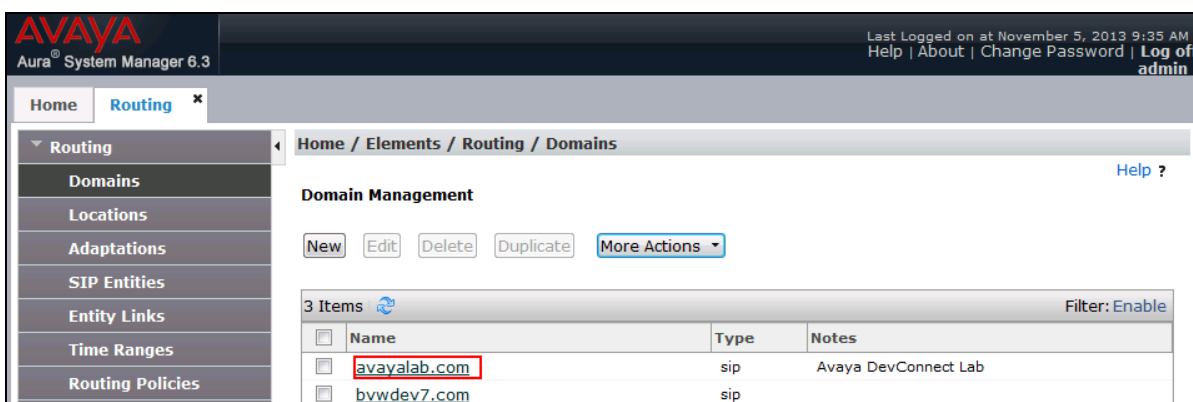 AVAYA
Aura® System Manager 6.3
Last Logged on at November 5, 2013 9:35 AM
Help | About | Change Password | Log of
admin
Home Routing ×
Routing
Domains
Locations
Adaptations
SIP Entities
Entity Links
Time Ranges
Routing Policies
Home / Elements / Routing / Domains
Help ?
Domain Management
New Edit Delete Duplicate More Actions
3 Items Filter: Enable
Name Type Notes
avayalab.com sip Avaya DevConnect Lab
bvwdev7.com sip